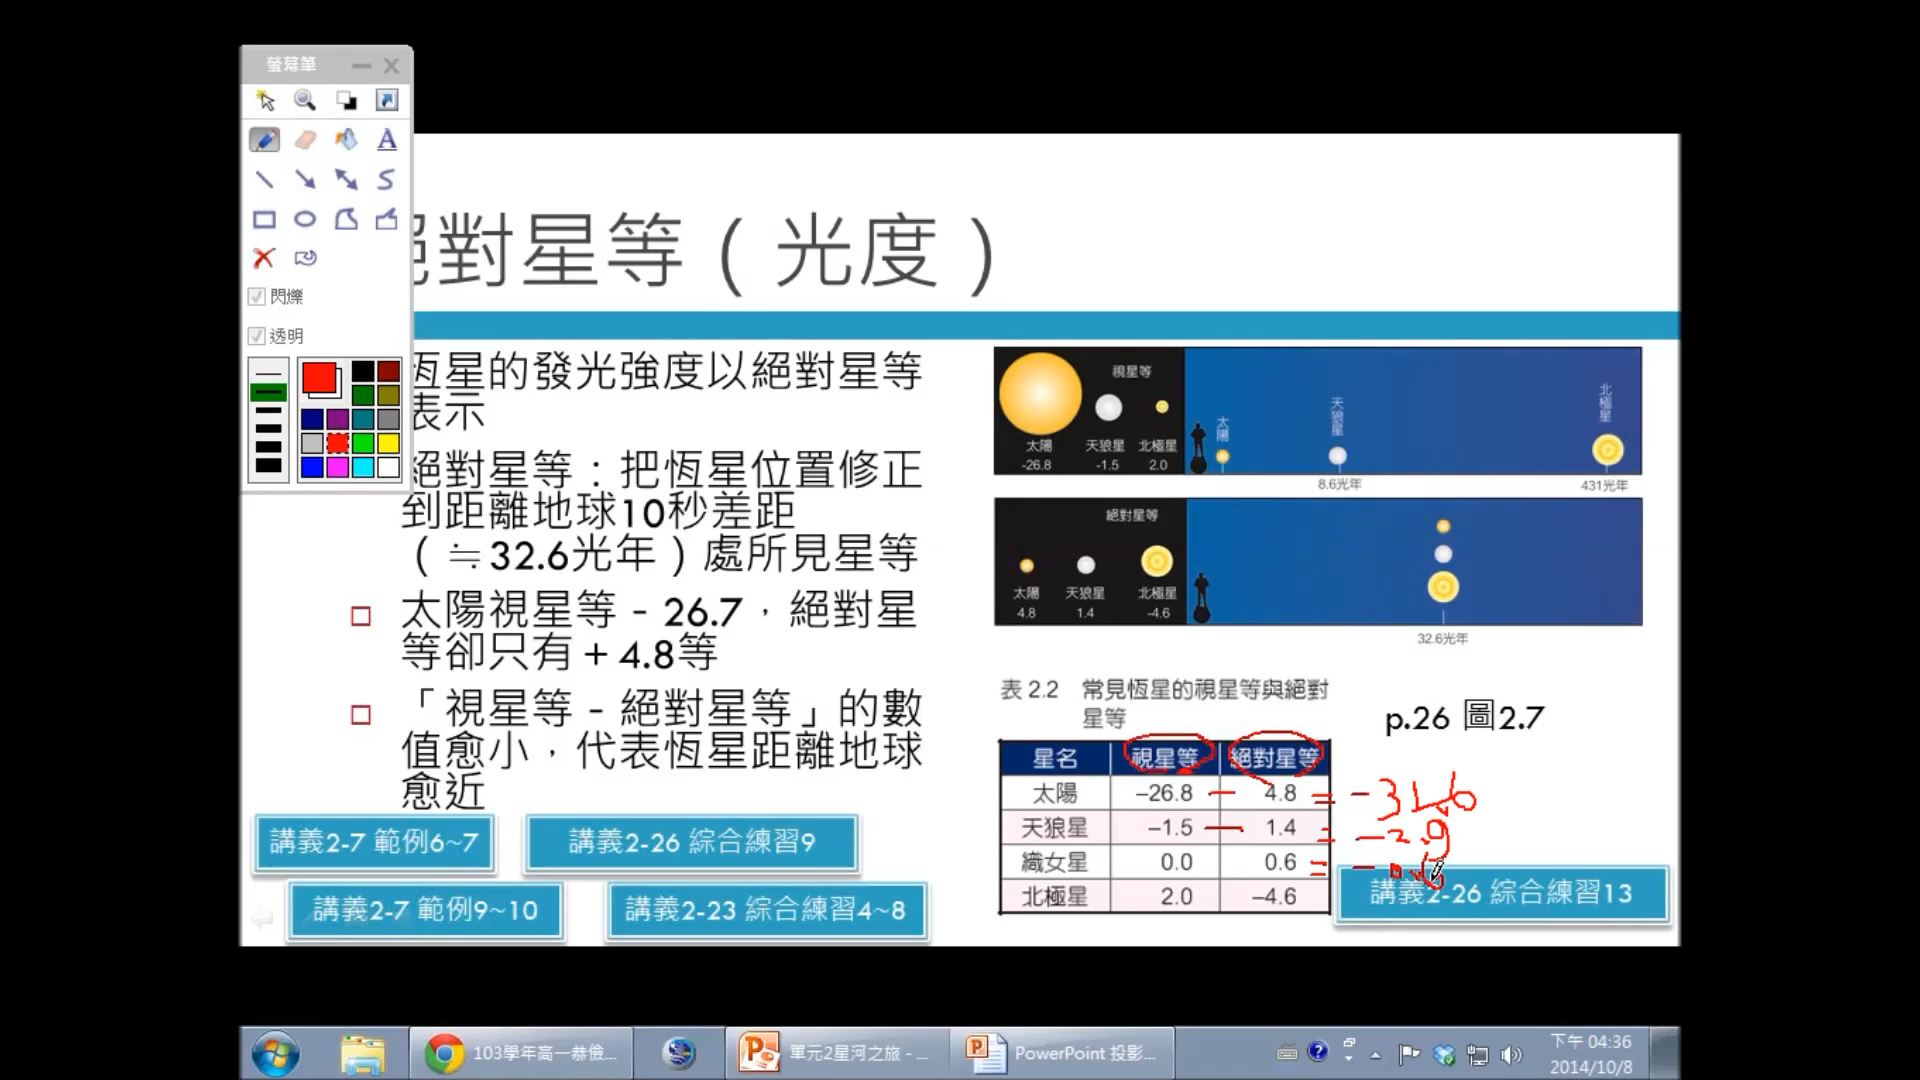 螢幕筆
A
閃爍
透明
對星等（光度）
恆星的發光強度以絕對星等
表示
絕對星等：把恆星位置修正
到距離地球10秒差距
（≒32.6光年）處所見星等
太陽視星等－26.7，絕對星
等卻只有＋4.8等
「視星等－絕對星等」的數
值愈小，代表恆星距離地球
愈近
講義2-7 範例6~7
講義2-26 綜合練習9
講義2-7 範例9~10
講義2-23 綜合練習4~8
視星等
太陽 天狼星 北極星
-26.8 -1.5 2.0
太陽
天狼星
北極星
8.6光年
431光年
絕對星等
太陽 天狼星 北極星
4.8 1.4 -4.6
32.6光年
表 2.2 常見恆星的視星等與絕對
星等
p.26 圖2.7
星名 視星等 絕對星等
太陽 –26.8 – 4.8 = -31.6
天狼星 –1.5 – 1.4 = -2.9
織女星 0.0 0.6 = -0.6
北極星 2.0 –4.6
講義2-26 綜合練習13
103學年高一恭儉...
單元2星河之旅 - ...
PowerPoint 投影...
下午 04:36
2014/10/8